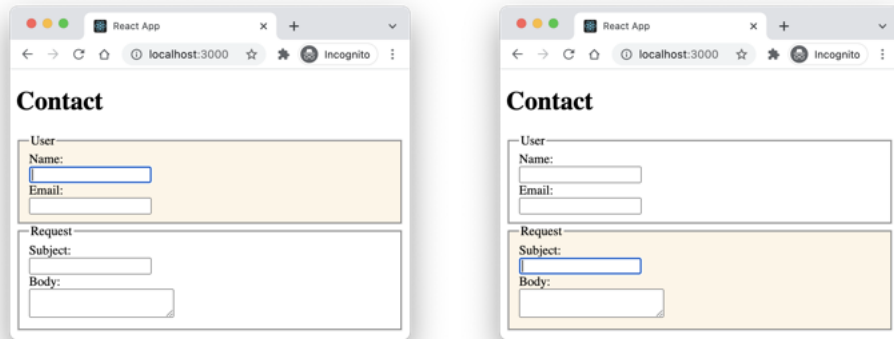 React App
localhost:3000 Incognito
Contact
User
Name:
Email:
Request
Subject:
Body:
React App
localhost:3000 Incognito
Contact
User
Name:
Email:
Request
Subject:
Body: